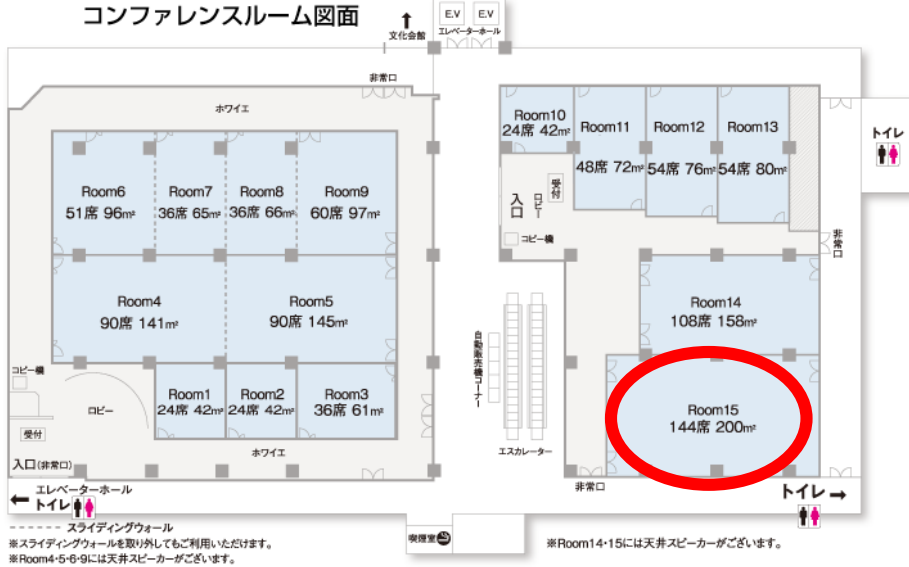 コンファレンスルーム図面
文化会館
E.V
E.V
エレベーターホール
非常口
ホワイエ
Room6
51席 96㎡
Room7
36席 65㎡
Room8
36席 66㎡
Room9
60席 97㎡
Room4
90席 141㎡
Room5
90席 145㎡
Room1
24席 42㎡
Room2
24席 42㎡
Room3
36席 61㎡
コピー機
ロビー
受付
入口(非常口)
ホワイエ
Room10
24席 42㎡
Room11
48席 72㎡
Room12
54席 76㎡
Room13
54席 80㎡
トイレ
入口
ロビー
受付
コピー機
非常口
Room14
108席 158㎡
自動販売機コーナー
エスカレーター
Room15
144席 200㎡
非常口
トイレ
エレベーターホール
トイレ
スライディングウォール
※スライディングウォールを取り外してもご利用いただけます。
※Room4・5・6・9には天井スピーカーがございます。
喫煙室
※Room14・15には天井スピーカーがございます。